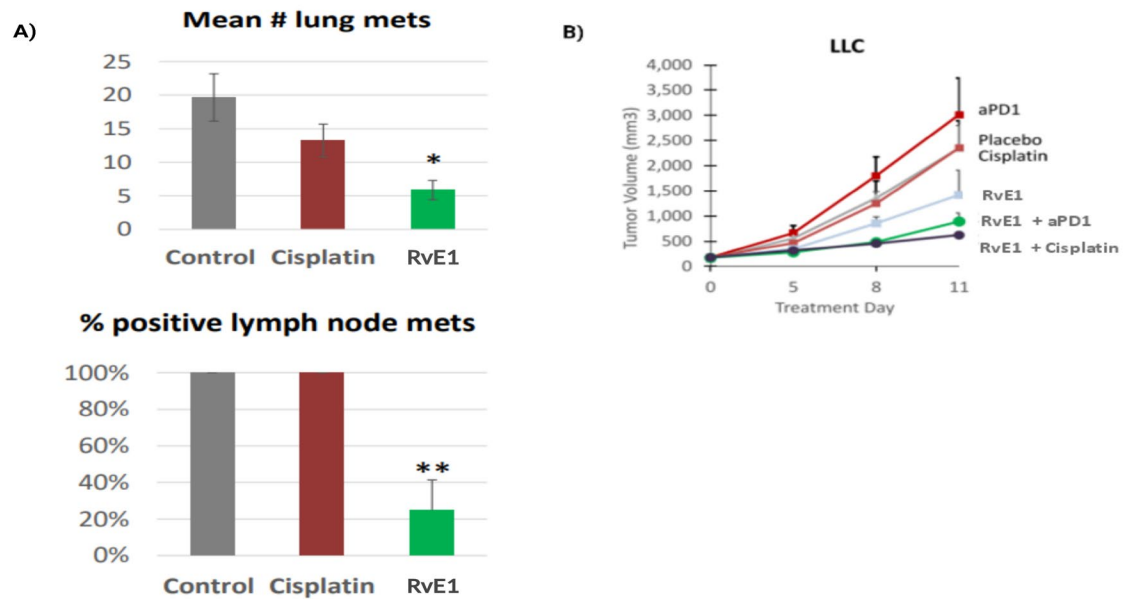 A)
Mean # lung mets
25
20
15
10
5
0
*
Control Cisplatin RvE1
% positive lymph node mets
100%
80%
60%
40%
20%
0%
**
Control Cisplatin RvE1
B)
LLC
Tumor Volume (mm3)
4,000
3,500
3,000
2,500
2,000
1,500
1,000
500
0
0 5 8 11
Treatment Day
aPD1
Placebo
Cisplatin
RvE1
RvE1 + aPD1
RvE1 + Cisplatin